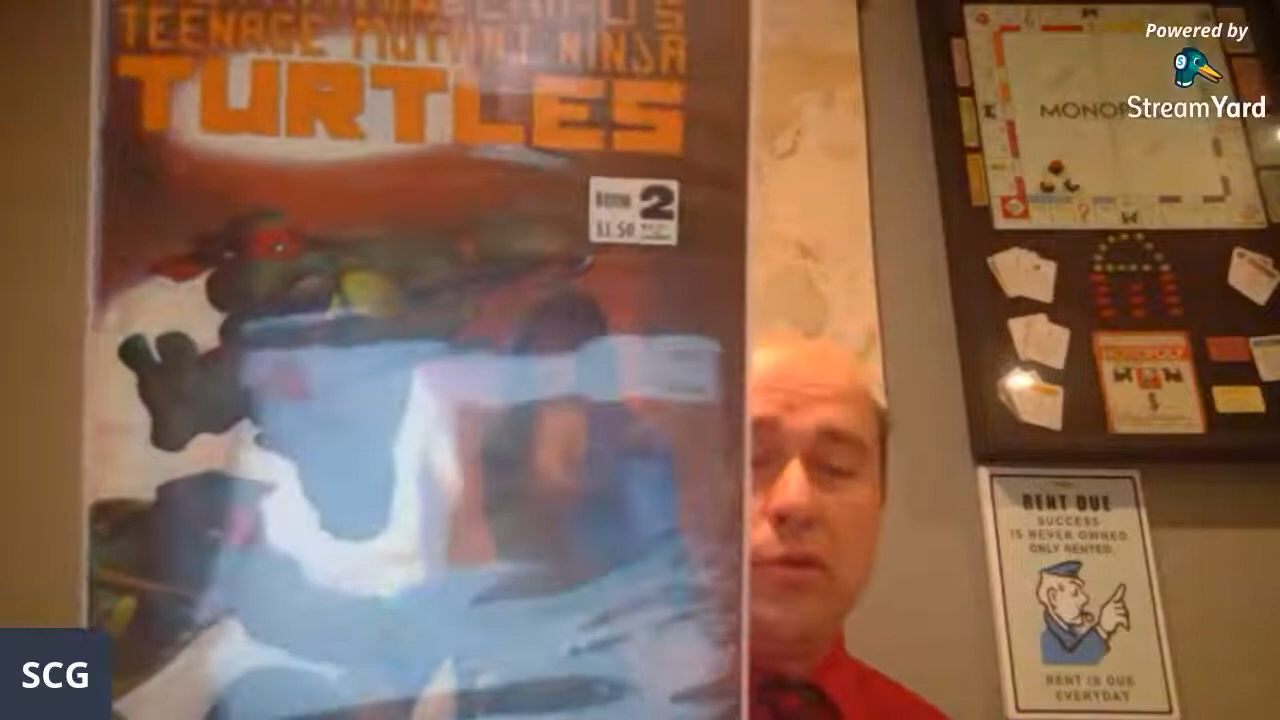 TEENAGE MUTANT NINJA
TURTLES
2
$1.50
Powered by
StreamYard
MONOP
MONOPOLY
RENT DUE
SUCCESS
IS NEVER OWNED.
ONLY RENTED.
RENT IS DUE
EVERYDAY
SCG